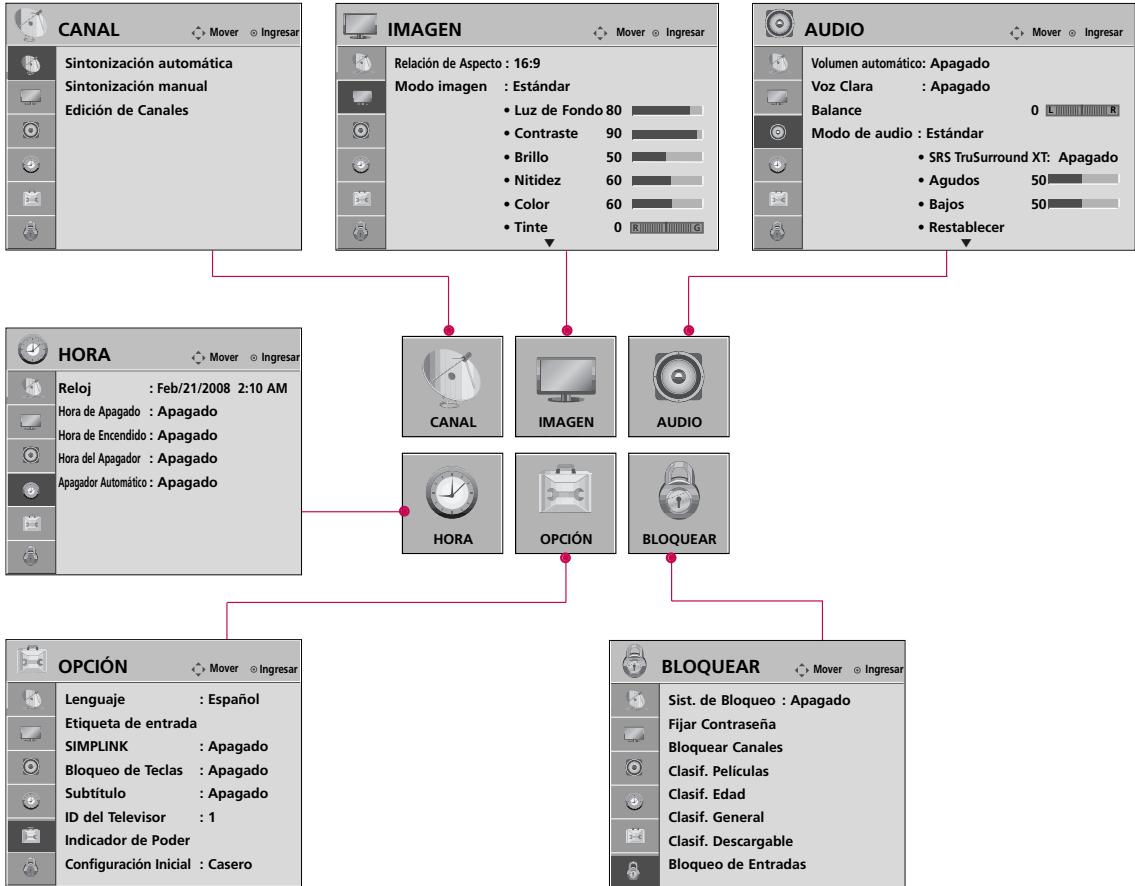 CANAL Mover Ingresar
Sintonización automática
Sintonización manual
Edición de Canales
IMAGEN Mover Ingresar
Relación de Aspecto : 16:9
Modo imagen : Estándar
• Luz de Fondo 80
• Contraste 90
• Brillo 50
• Nitidez 60
• Color 60
• Tinte 0 R G
AUDIO Mover Ingresar
Volumen automático: Apagado
Voz Clara : Apagado
Balance 0 L R
Modo de audio : Estándar
• SRS TruSurround XT: Apagado
• Agudos 50
• Bajos 50
• Restablecer
HORA Mover Ingresar
Reloj : Feb/21/2008 2:10 AM
Hora de Apagado : Apagado
Hora de Encendido : Apagado
Hora del Apagador : Apagado
Apagador Automático : Apagado
CANAL
IMAGEN
AUDIO
HORA
OPCIÓN
BLOQUEAR
OPCIÓN Mover Ingresar
Lenguaje : Español
Etiqueta de entrada
SIMPLINK : Apagado
Bloqueo de Teclas : Apagado
Subtítulo : Apagado
ID del Televisor : 1
Indicador de Poder
Configuración Inicial : Casero
BLOQUEAR Mover Ingresar
Sist. de Bloqueo : Apagado
Fijar Contraseña
Bloquear Canales
Clasif. Películas
Clasif. Edad
Clasif. General
Clasif. Descargable
Bloqueo de Entradas